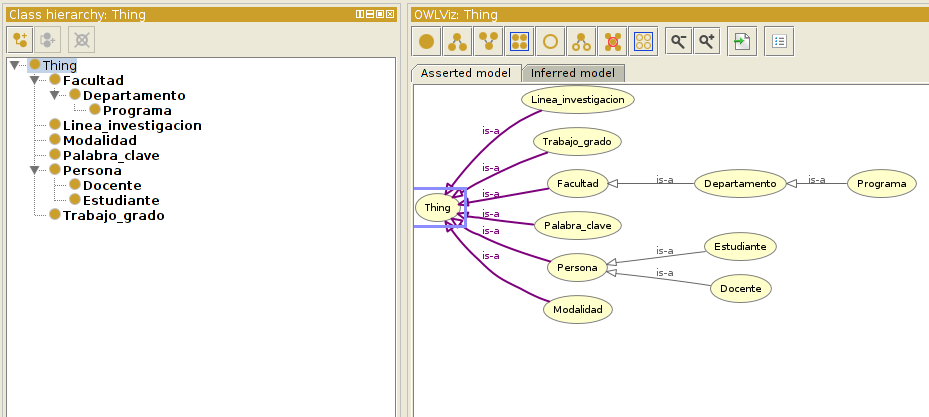 Class hierarchy: Thing
Thing
Facultad
Departamento
Programa
Linea_investigacion
Modalidad
Palabra_clave
Persona
Docente
Estudiante
Trabajo_grado
OWLViz: Thing
Asserted model
Inferred model
Linea_investigacion
is-a
Trabajo_grado
is-a
Facultad
is-a
Departamento
is-a
Programa
is-a
Thing
is-a
Palabra_clave
is-a
Estudiante
is-a
Persona
is-a
Docente
is-a
Modalidad